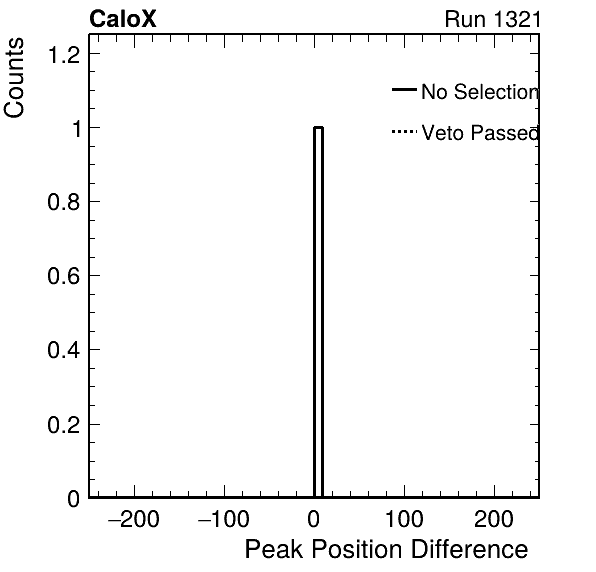 CaloX Run 1321
Counts
No Selection
Veto Passed
1.2
1
0.8
0.6
0.4
0.2
0
−200 −100 0 100 200
Peak Position Difference